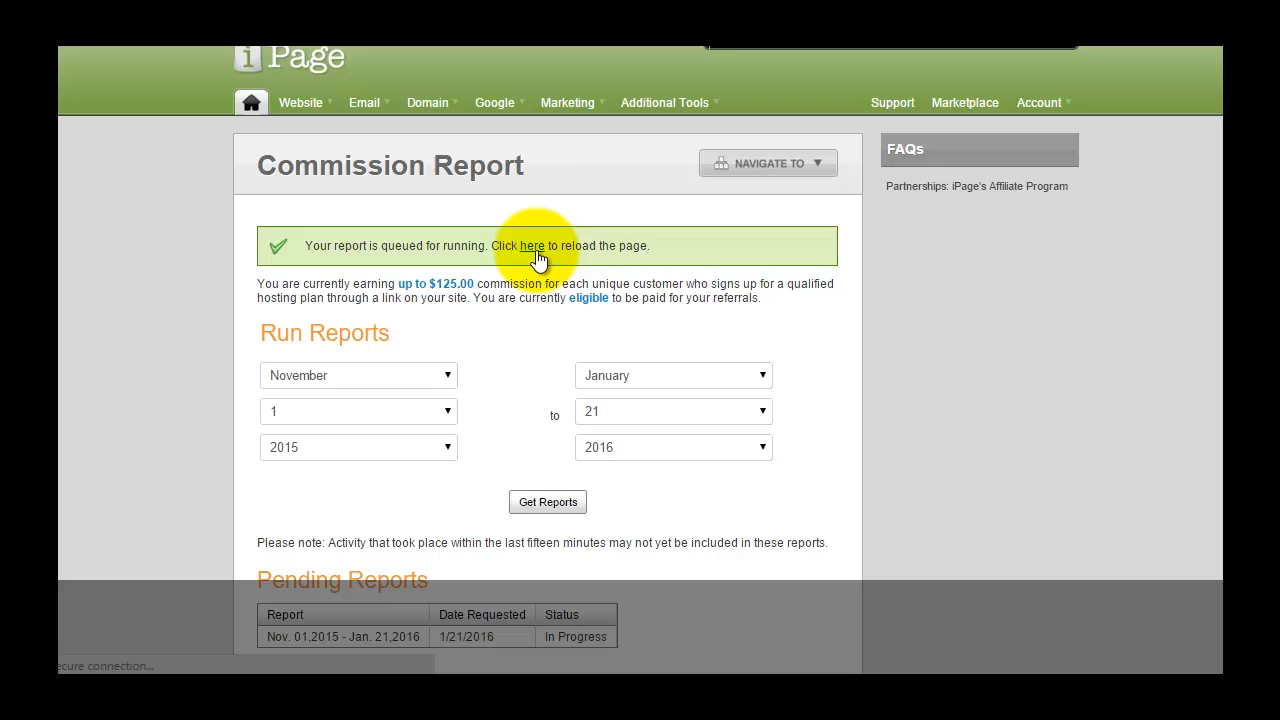 i Page
Website Email Domain Google Marketing Additional Tools Support Marketplace Account
Commission Report
NAVIGATE TO
FAQs
Partnerships: iPage's Affiliate Program
Your report is queued for running. Click here to reload the page.
You are currently earning up to $125.00 commission for each unique customer who signs up for a qualified
hosting plan through a link on your site. You are currently eligible to be paid for your referrals.
Run Reports
November January
1 to 21
2015 2016
Get Reports
Please note: Activity that took place within the last fifteen minutes may not yet be included in these reports.
Pending Reports
Report Date Requested Status
Nov. 01,2015 - Jan. 21,2016 1/21/2016 In Progress
ecure connection...